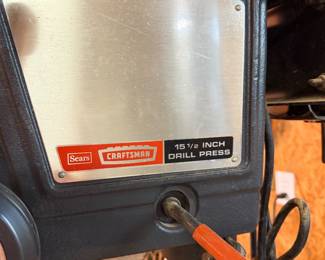 Sears
CRAFTSMAN
15 1/2 INCH
DRILL PRESS